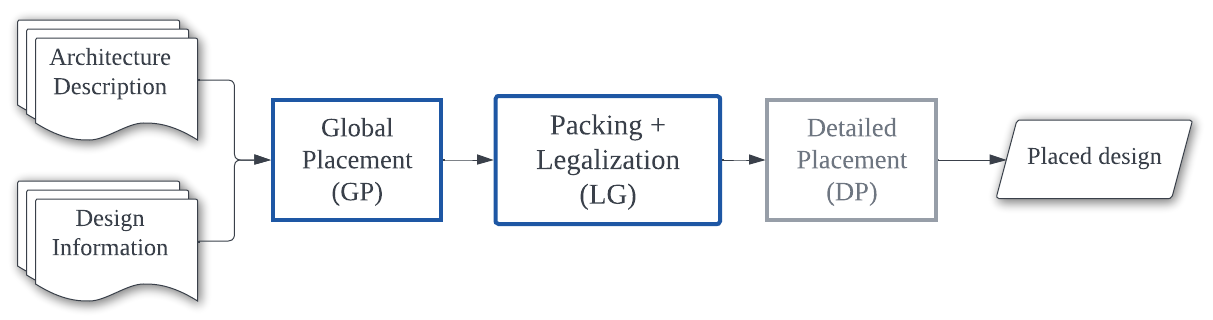 Architecture
Description
Design
Information
Global
Placement
(GP)
Packing +
Legalization
(LG)
Detailed
Placement
(DP)
Placed design